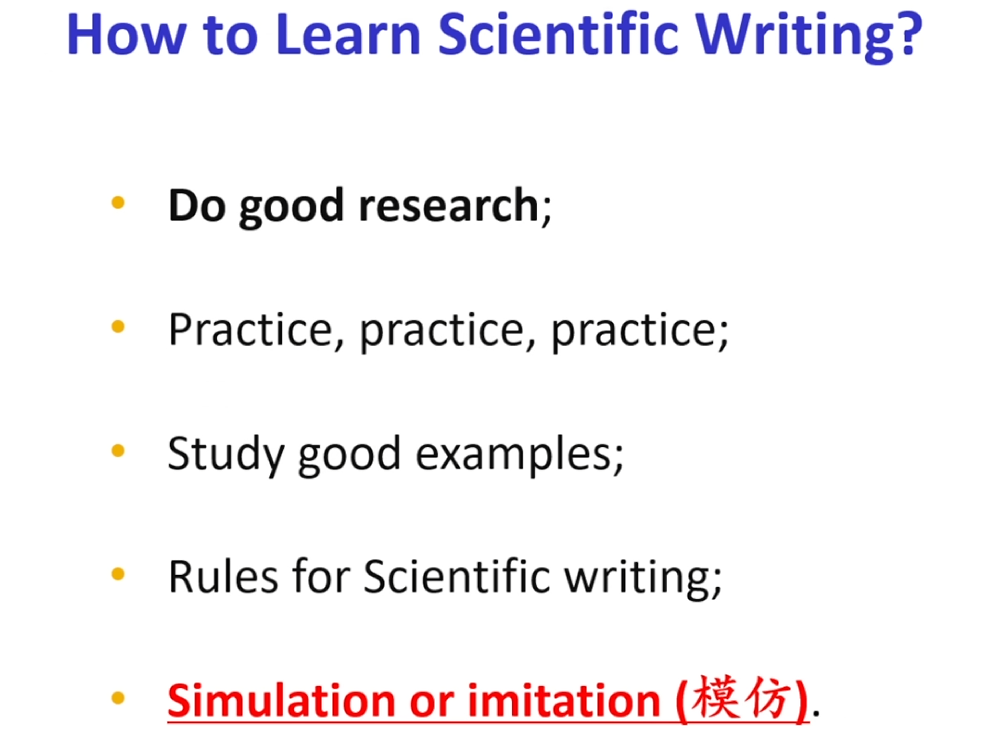 How to Learn Scientific Writing?
• Do good research;
• Practice, practice, practice;
• Study good examples;
• Rules for Scientific writing;
• Simulation or imitation (模仿).